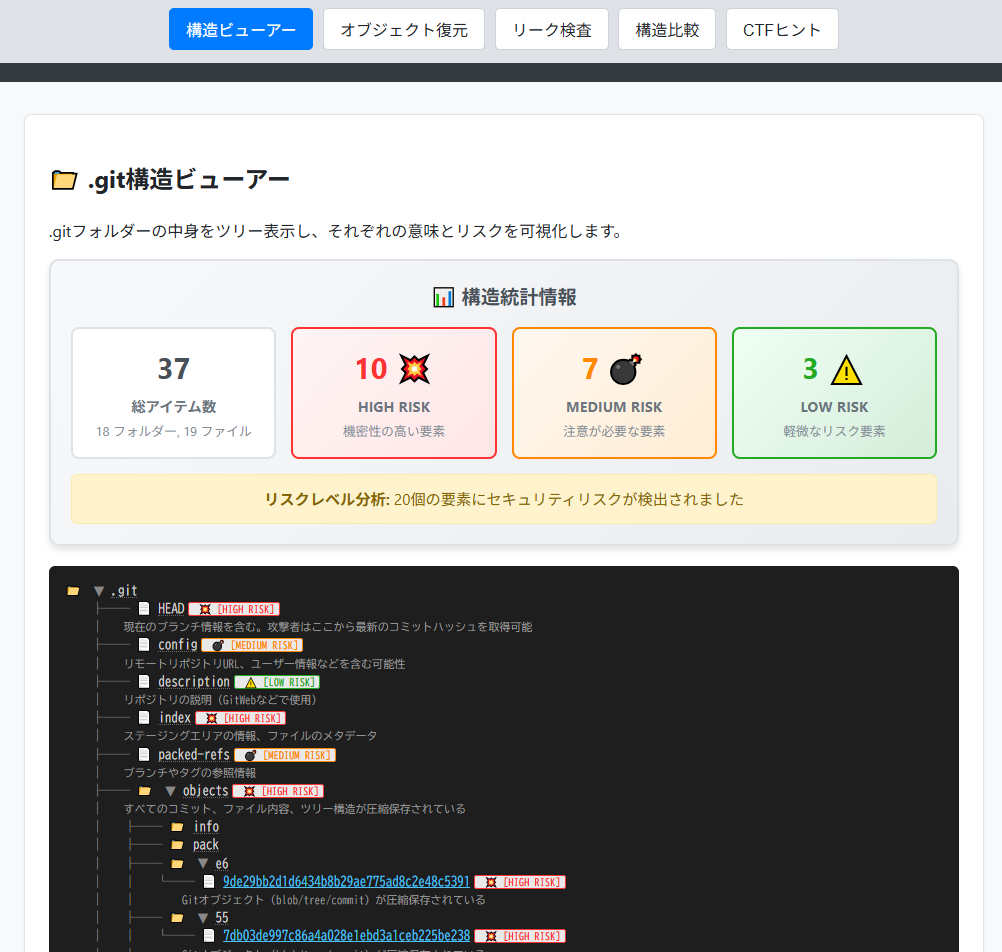 構造ビューアー
オブジェクト復元
リーク検査
構造比較
CTFヒント
.git構造ビューアー
.gitフォルダーの中身をツリー表示し、それぞれの意味とリスクを可視化します。
構造統計情報
37
総アイテム数
18 フォルダー, 19 ファイル
10
HIGH RISK
機密性の高い要素
7
MEDIUM RISK
注意が必要な要素
3
LOW RISK
軽微なリスク要素
リスクレベル分析: 20個の要素にセキュリティリスクが検出されました
▼ .git
HEAD [HIGH RISK]
現在のブランチ情報を含む。攻撃者はここから最新のコミットハッシュを取得可能
config [MEDIUM RISK]
リモートリポジトリURL、ユーザー情報などを含む可能性
description [LOW RISK]
リポジトリの説明（GitWebなどで使用）
index [HIGH RISK]
ステージングエリアの情報、ファイルのメタデータ
packed-refs [MEDIUM RISK]
ブランチやタグの参照情報
▼ objects [HIGH RISK]
すべてのコミット、ファイル内容、ツリー構造が圧縮保存されている
info
pack
▼ e6
9de29bb2d1d6434b8b29ae775ad8c2e48c5391 [HIGH RISK]
Gitオブジェクト（blob/tree/commit）が圧縮保存されている
▼ 55
7db03de997c86a4a028e1ebd3a1ceb225be238 [HIGH RISK]